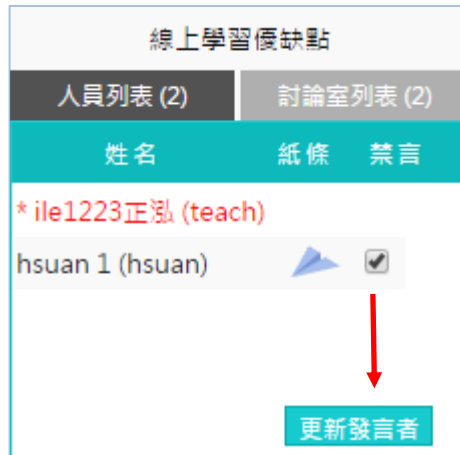 線上學習優缺點
人員列表 (2) 討論室列表 (2)
姓名 紙條 禁言
* ile1223正泓 (teach)
hsuan 1 (hsuan)
更新發言者